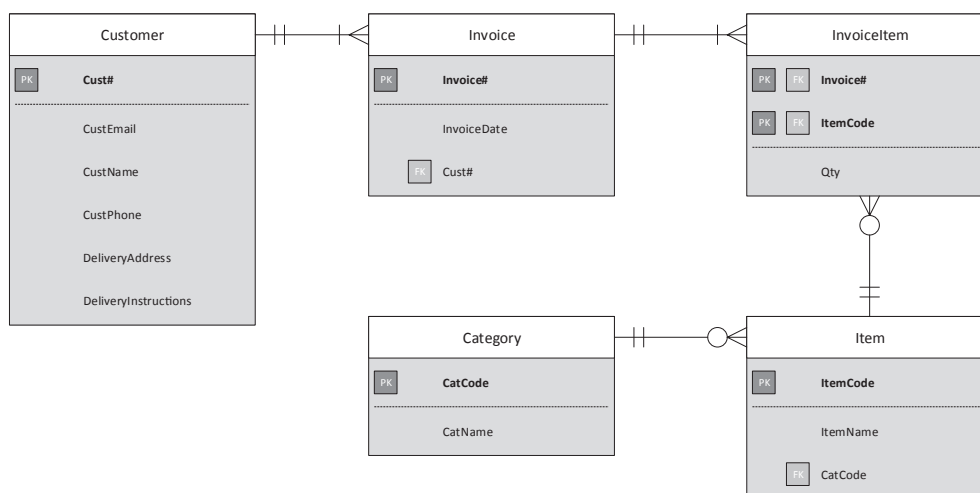 Customer
PK Cust#
CustEmail
CustName
CustPhone
DeliveryAddress
DeliveryInstructions
Invoice
PK Invoice#
InvoiceDate
FK Cust#
InvoiceItem
PK FK Invoice#
PK FK ItemCode
Qty
Category
PK CatCode
CatName
Item
PK ItemCode
ItemName
FK CatCode